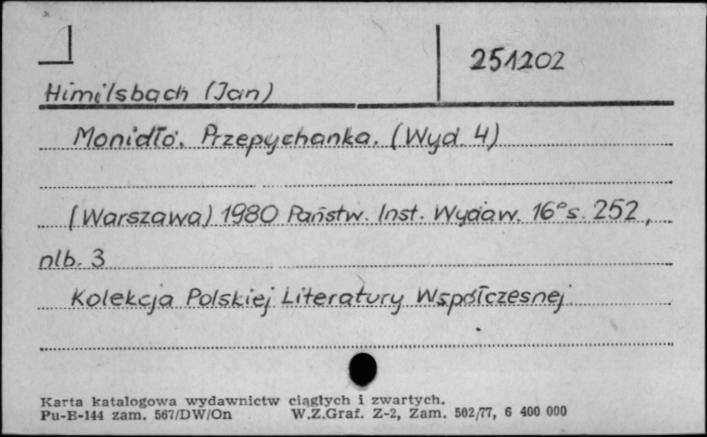 251202
Himilsbach (Jan)
Monidło. Przepychanka. (Wyd. 4)
(Warszawa) 1980 Państw. Inst. Wydaw. 16° s. 252,
nlb. 3
Kolekcja Polskiej Literatury Współczesnej
Karta katalogowa wydawnictw ciągłych i zwartych.
Pu-E-144 zam. 567/DW/On W.Z.Graf. Z-2, Zam. 502/77, 6 400 000